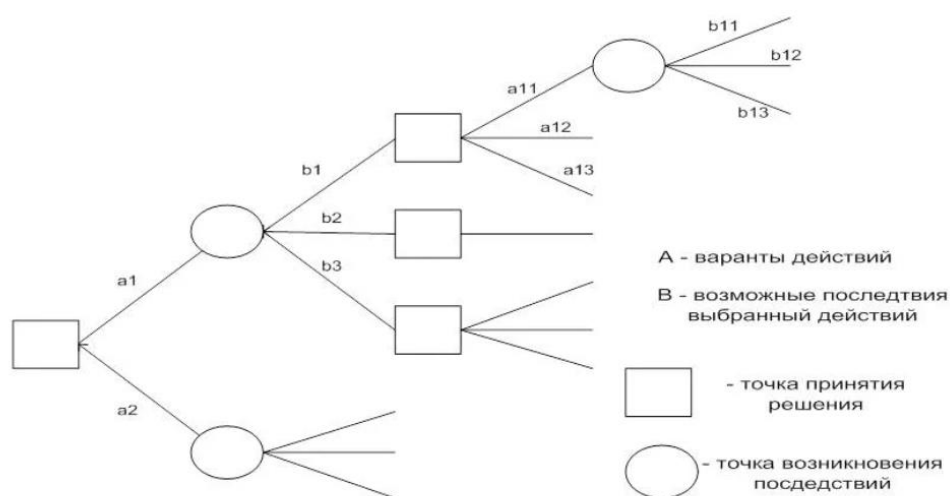 b11
b12
b13
a11
a12
a13
b1
b2
b3
a1
a2
А - варанты действий
В - возможные последтвия
выбранный действий
- точка принятия
решения
- точка возникновения
посдедствий